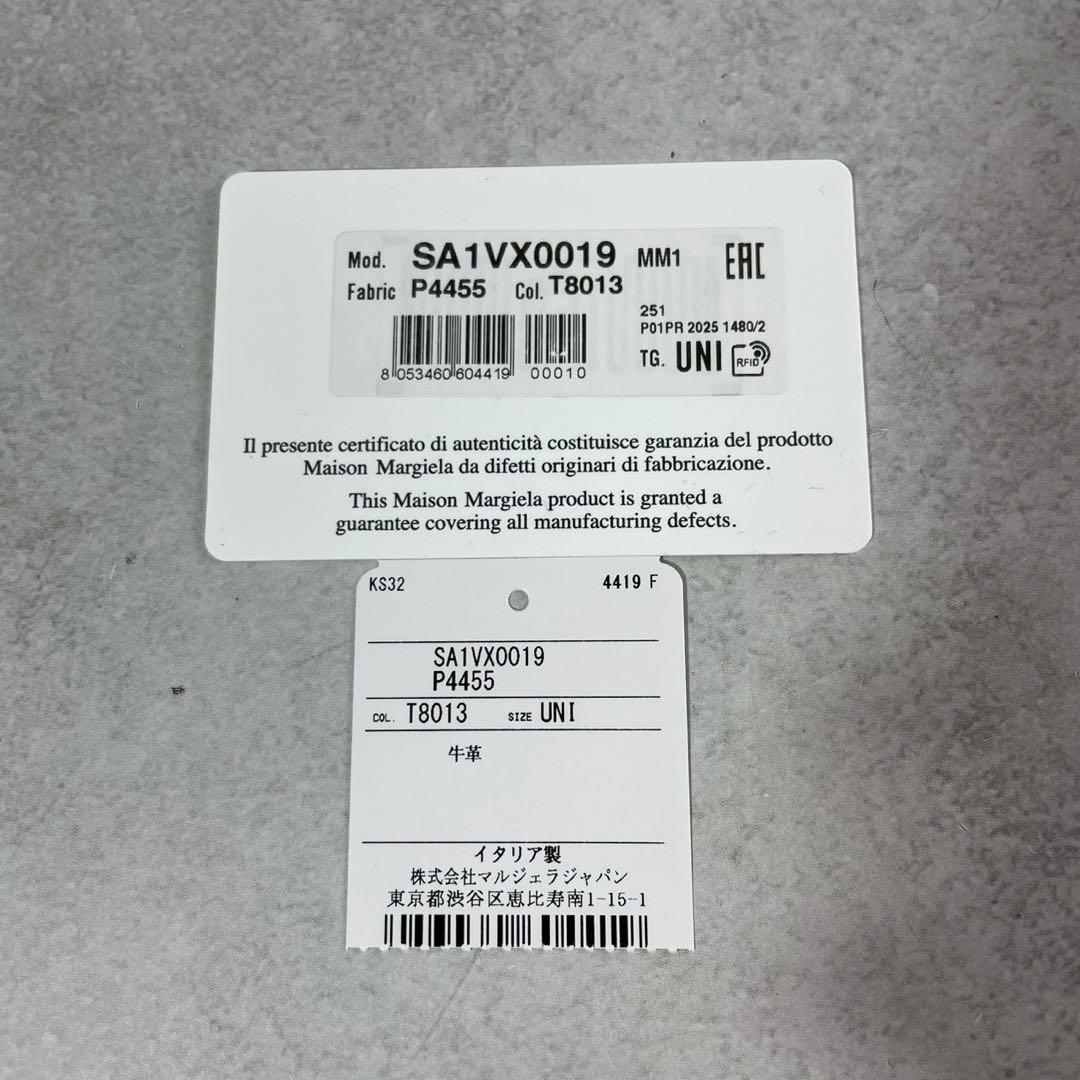 Mod. SA1VX0019 MM1 EAC
Fabric P4455 Col. T8013
251
P01PR 2025 1480/2
TG. UNI RFID
8 053460 604419 00010
Il presente certificato di autenticità costituisce garanzia del prodotto
Maison Margiela da difetti originari di fabbricazione.
This Maison Margiela product is granted a
guarantee covering all manufacturing defects.
KS32 4419 F
SA1VX0019
P4455
COL. T8013 SIZE UNI
牛革
イタリア製
株式会社マルジェラジャパン
東京都渋谷区恵比寿南1-15-1